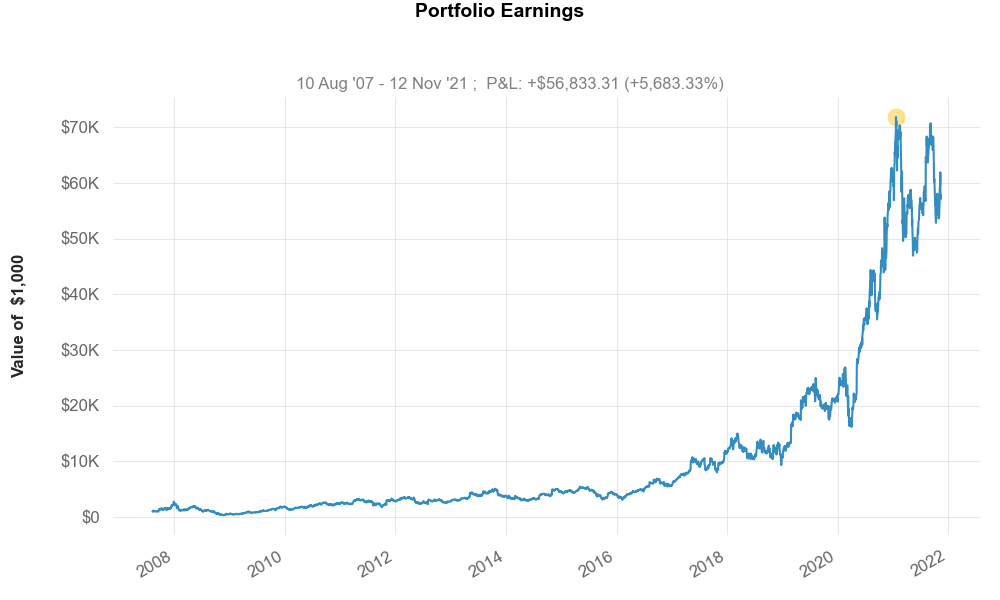 Portfolio Earnings
10 Aug '07 - 12 Nov '21 ;  P&L: +$56,833.31 (+5,683.33%)
Value of  $1,000
$70K
$60K
$50K
$40K
$30K
$20K
$10K
$0
2008
2010
2012
2014
2016
2018
2020
2022